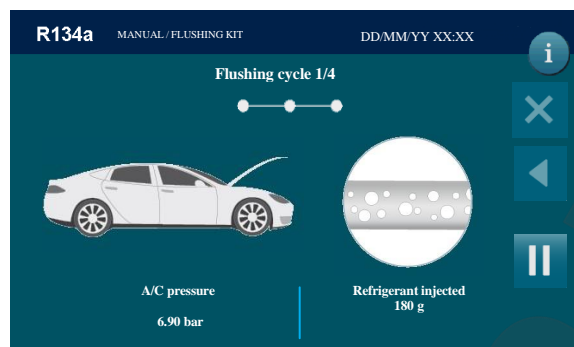 R134a MANUAL / FLUSHING KIT DD/MM/YY XX:XX
i
Flushing cycle 1/4
A/C pressure
6.90 bar
Refrigerant injected
180 g